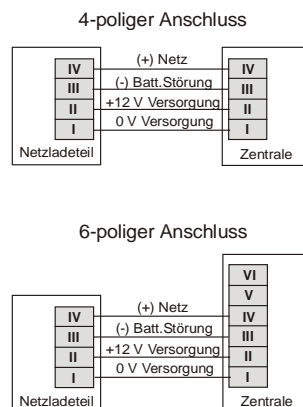 4-poliger Anschluss
IV (+) Netz IV
III (-) Batt.Störung III
II +12 V Versorgung II
I 0 V Versorgung I
Netzladeteil Zentrale
6-poliger Anschluss
VI
V
IV (+) Netz IV
III (-) Batt.Störung III
II +12 V Versorgung II
I 0 V Versorgung I
Netzladeteil Zentrale